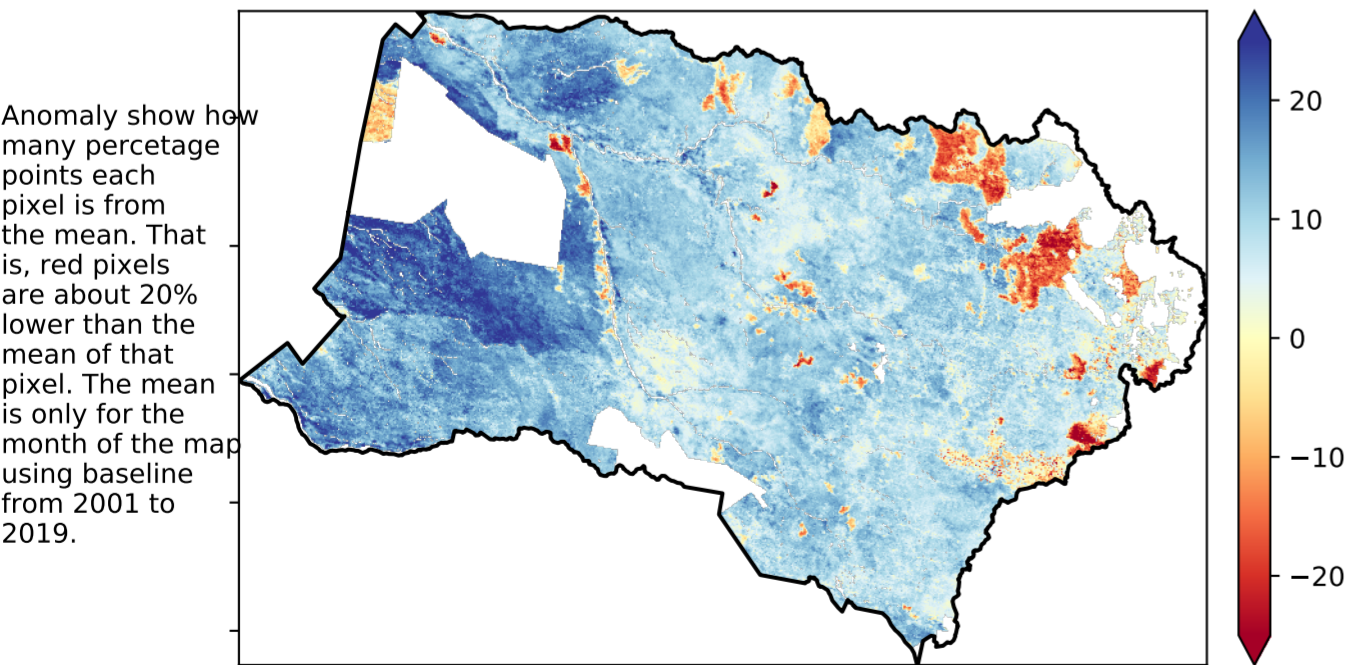 Anomaly show how
many percetage
points each
pixel is from
the mean. That
is, red pixels
are about 20%
lower than the
mean of that
pixel. The mean
is only for the
month of the map
using baseline
from 2001 to
2019.
20
10
0
−10
−20